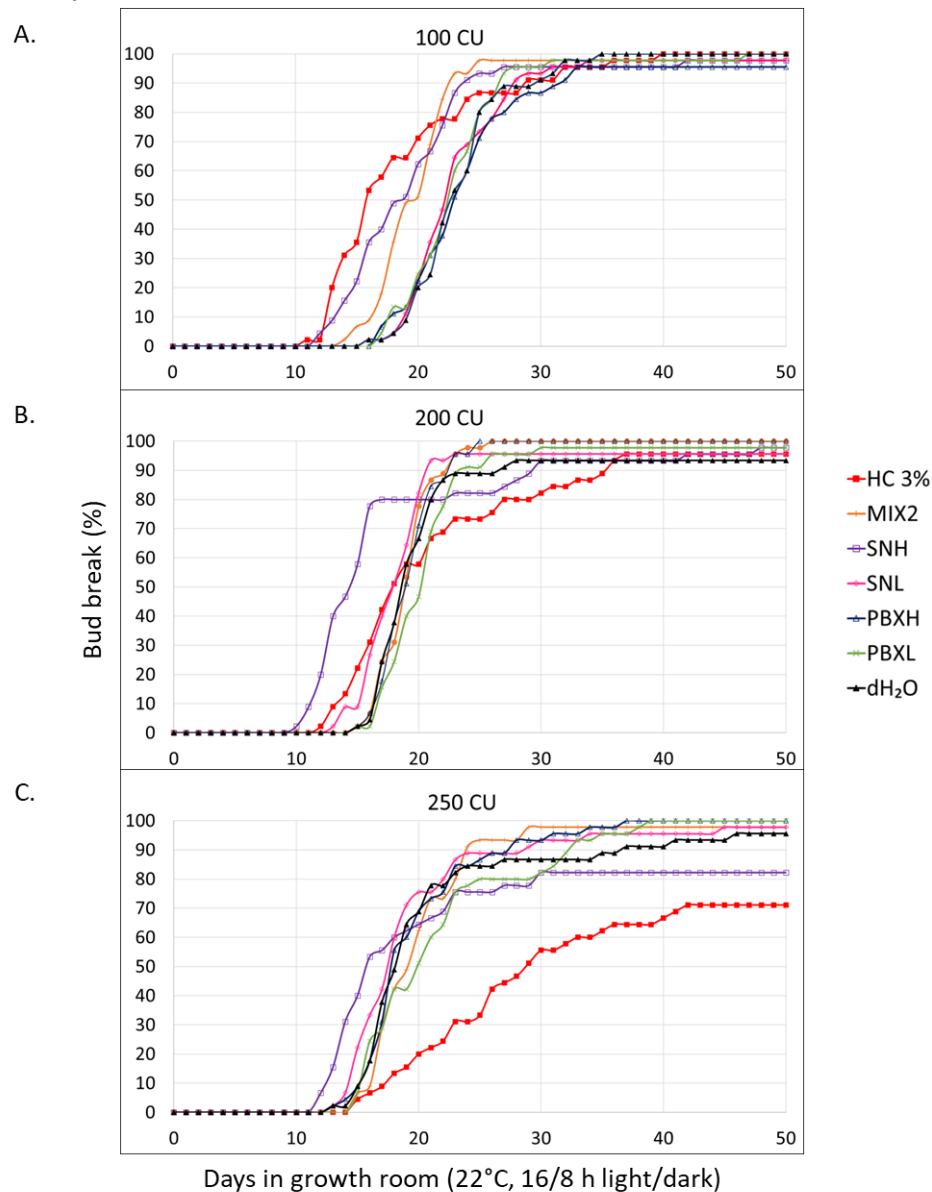 A.
100 CU
100
90
80
70
60
50
40
30
20
10
0
0 10 20 30 40 50
B.
200 CU
100
90
80
70
60
50
40
30
20
10
0
0 10 20 30 40 50
C.
250 CU
100
90
80
70
60
50
40
30
20
10
0
0 10 20 30 40 50
Bud break (%)
Days in growth room (22°C, 16/8 h light/dark)
HC 3%
MIX2
SNH
SNL
PBXH
PBXL
dH₂O